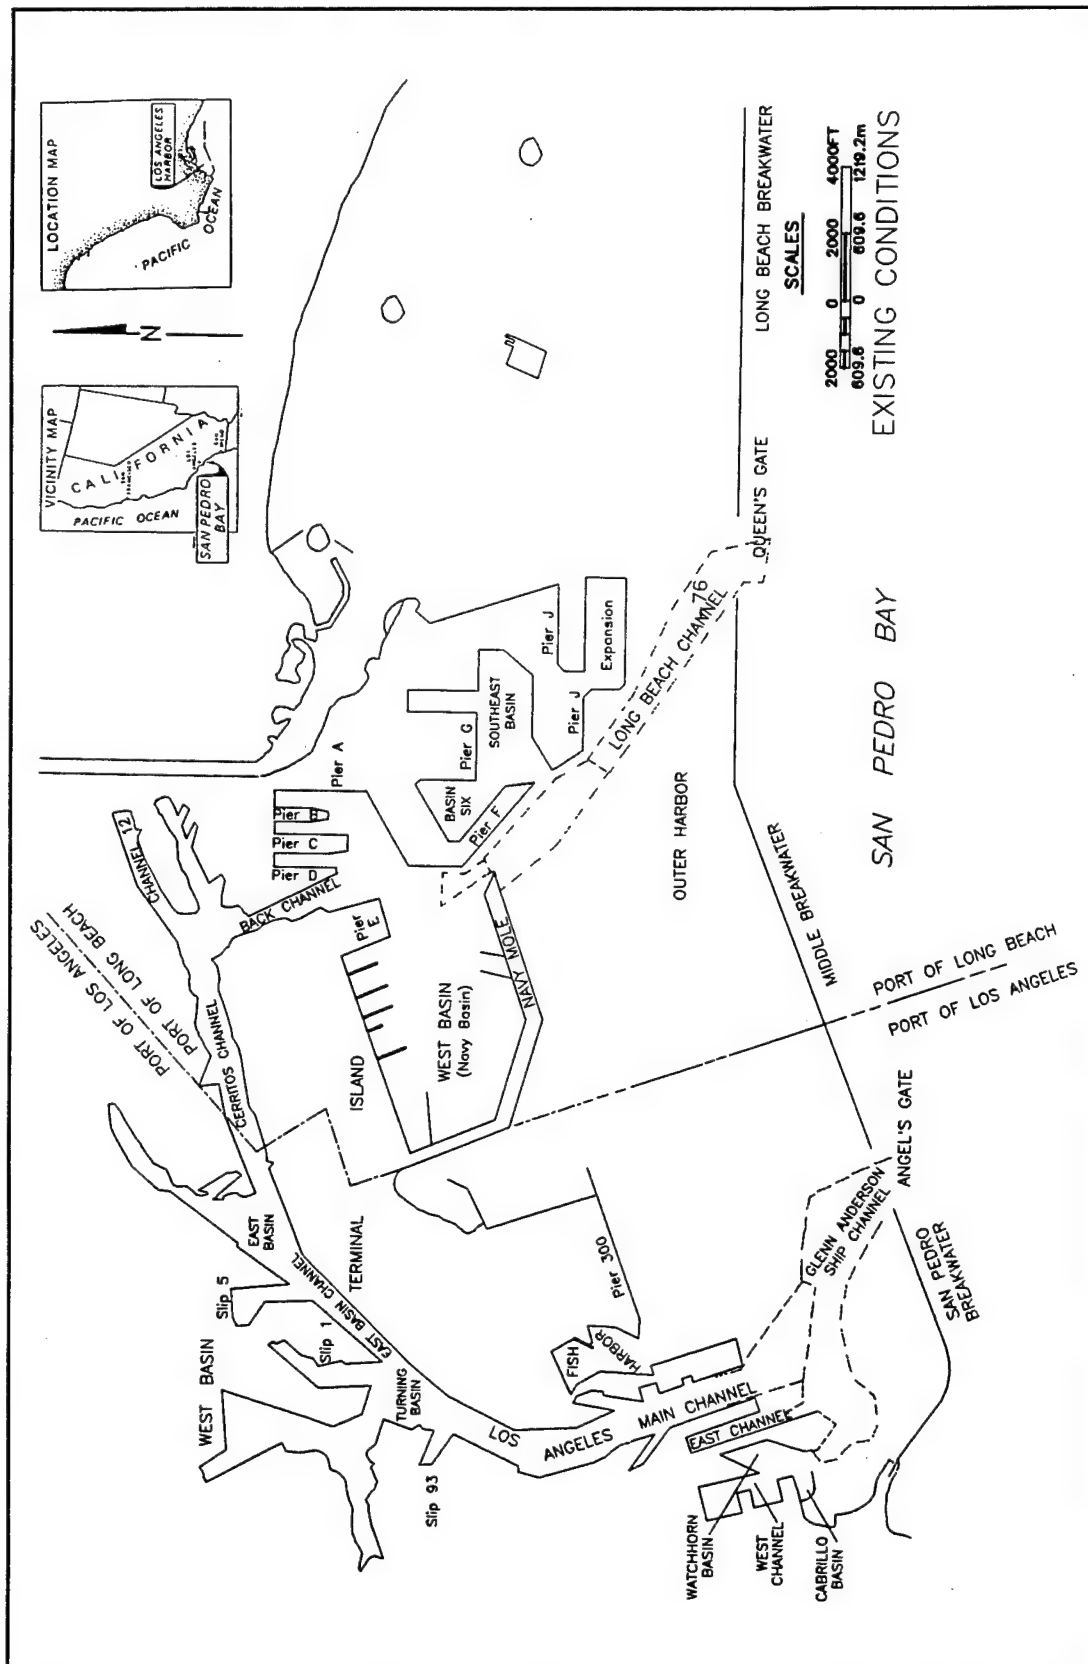 VICINITY MAP
PACIFIC OCEAN
CALIFORNIA
SAN PEDRO
BAY
N
LOCATION MAP
LOS ANGELES
HARBOR
PACIFIC
OCEAN
PORT OF LOS ANGELES
PORT OF LONG BEACH
CHANNEL 12
CERRITOS CHANNEL
BACK CHANNEL
Pier A
Pier B
Pier C
Pier D
Pier E
WEST BASIN
Slip 5
Slip 1
EAST
BASIN
EAST BASIN CHANNEL
TURNING
BASIN
Slip 93
TERMINAL
ISLAND
WEST BASIN
(Navy Basin)
NAVY MOLE
BASIN
SIX
Pier F
Pier G
SOUTHEAST
BASIN
Pier J
Pier J
Expansion
LOS
ANGELES
MAIN CHANNEL
FISH
HARBOR
Pier 300
EAST CHANNEL
WATCHHORN
BASIN
WEST
CHANNEL
CABRILLO
BASIN
GLENN ANDERSON
SHIP CHANNEL
OUTER HARBOR
LONG BEACH CHANNEL
-76
SAN PEDRO
BREAKWATER
ANGEL'S GATE
MIDDLE BREAKWATER
QUEEN'S GATE
LONG BEACH BREAKWATER
PORT OF LONG BEACH
PORT OF LOS ANGELES
SAN PEDRO BAY
SCALES
2000 0 2000 4000FT
609.6 0 609.6 1219.2m
EXISTING CONDITIONS